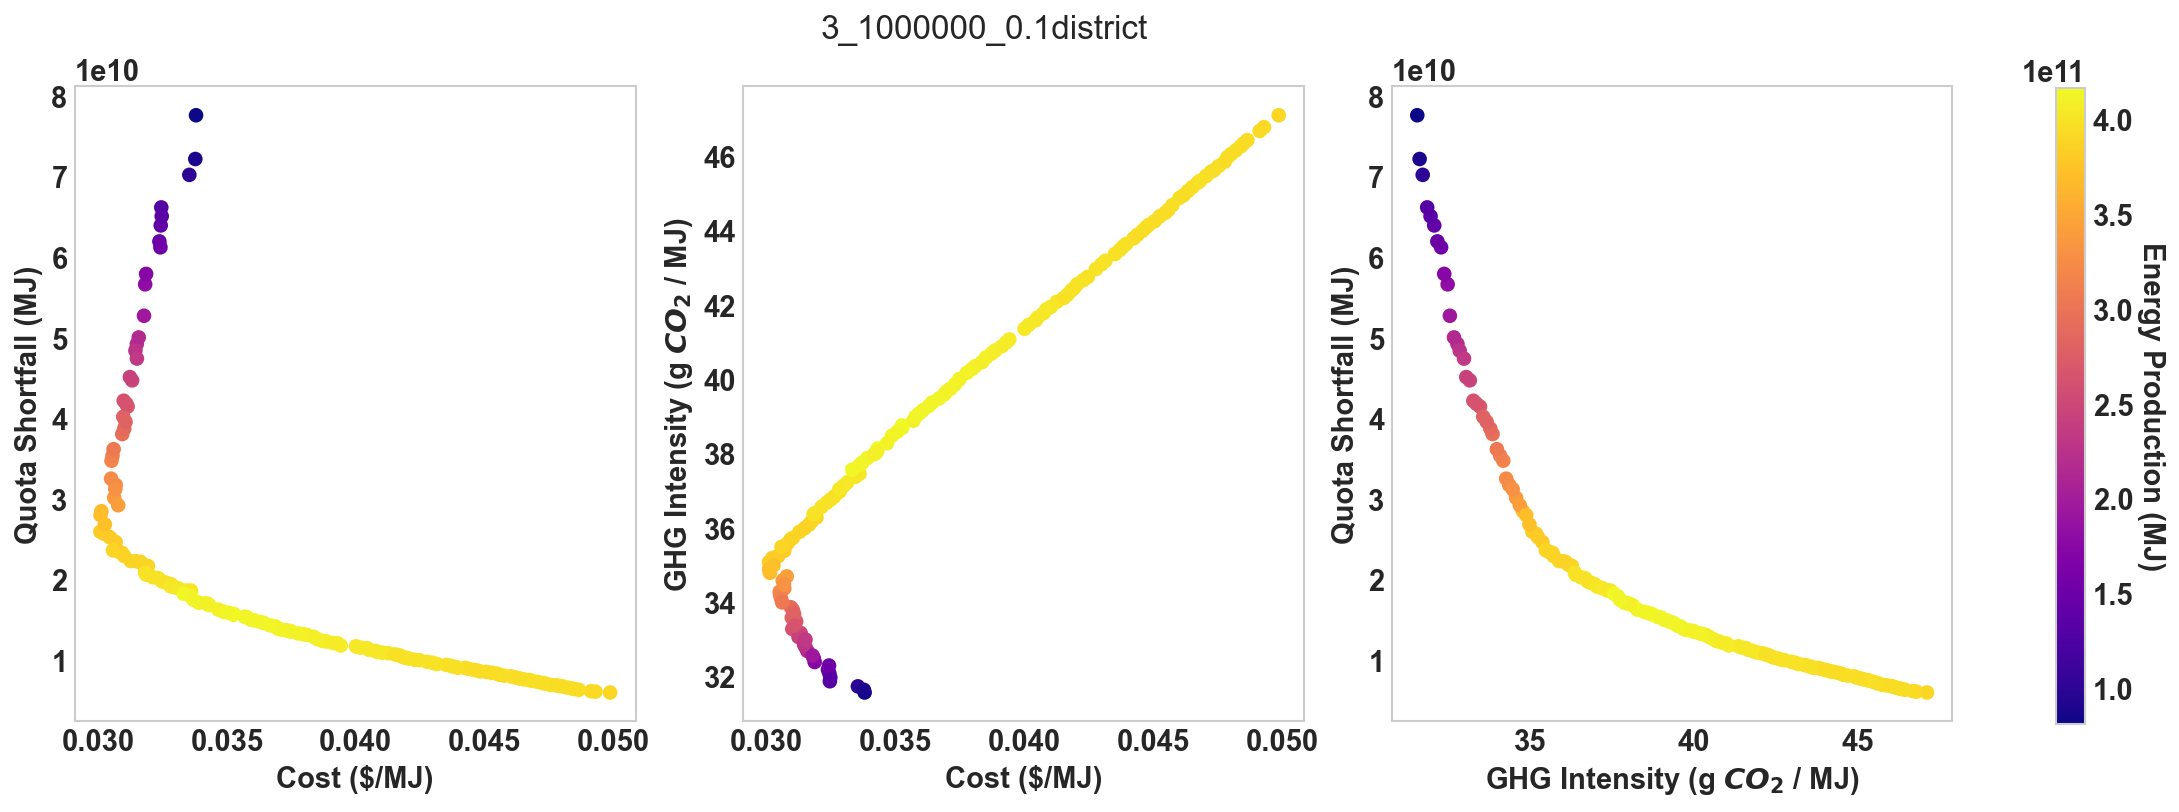 3_1000000_0.1district
1e10
8
7
6
5
4
3
2
1
Quota Shortfall (MJ)
0.030 0.035 0.040 0.045 0.050
Cost ($/MJ)
46
44
42
40
38
36
34
32
GHG Intensity (g CO₂ / MJ)
0.030 0.035 0.040 0.045 0.050
Cost ($/MJ)
1e10
8
7
6
5
4
3
2
1
Quota Shortfall (MJ)
35 40 45
GHG Intensity (g CO₂ / MJ)
1e11
4.0
3.5
3.0
2.5
2.0
1.5
1.0
Energy Production (MJ)